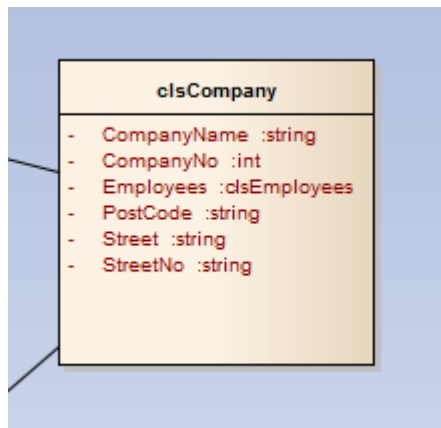 clsCompany
- CompanyName :string
- CompanyNo :int
- Employees :clsEmployees
- PostCode :string
- Street :string
- StreetNo :string